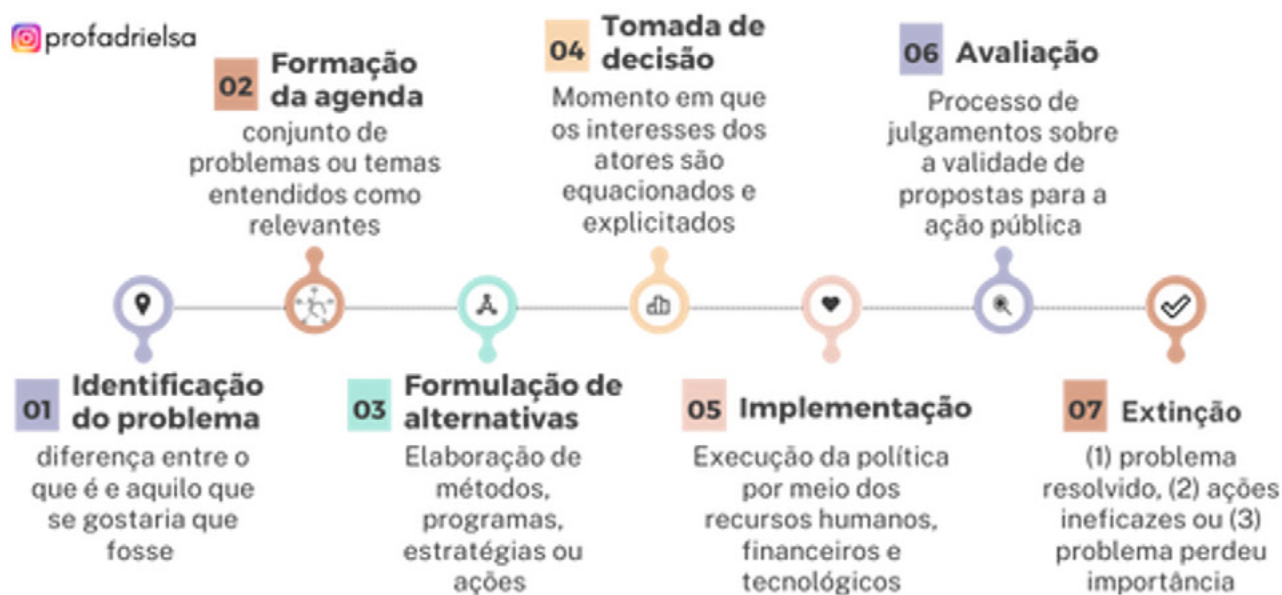 profadrielsa
01
Identificação
do problema
diferença entre o
que é e aquilo que
se gostaria que
fosse
02
Formação
da agenda
conjunto de
problemas ou temas
entendidos como
relevantes
03
Formulação de
alternativas
Elaboração de
métodos,
programas,
estratégias ou
ações
04
Tomada de
decisão
Momento em que
os interesses dos
atores são
equacionados e
explicitados
05
Implementação
Execução da política
por meio dos
recursos humanos,
financeiros e
tecnológicos
06
Avaliação
Processo de
julgamentos sobre
a validade de
propostas para a
ação pública
07
Extinção
(1) problema
resolvido, (2) ações
ineficazes ou (3)
problema perdeu
importância